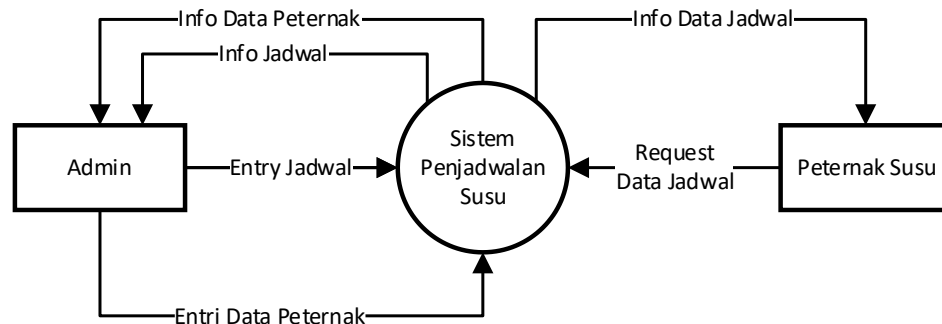 Info Data Peternak
Info Data Jadwal
Info Jadwal
Admin
Entry Jadwal
Sistem
Penjadwalan
Susu
Request
Data Jadwal
Peternak Susu
Entri Data Peternak